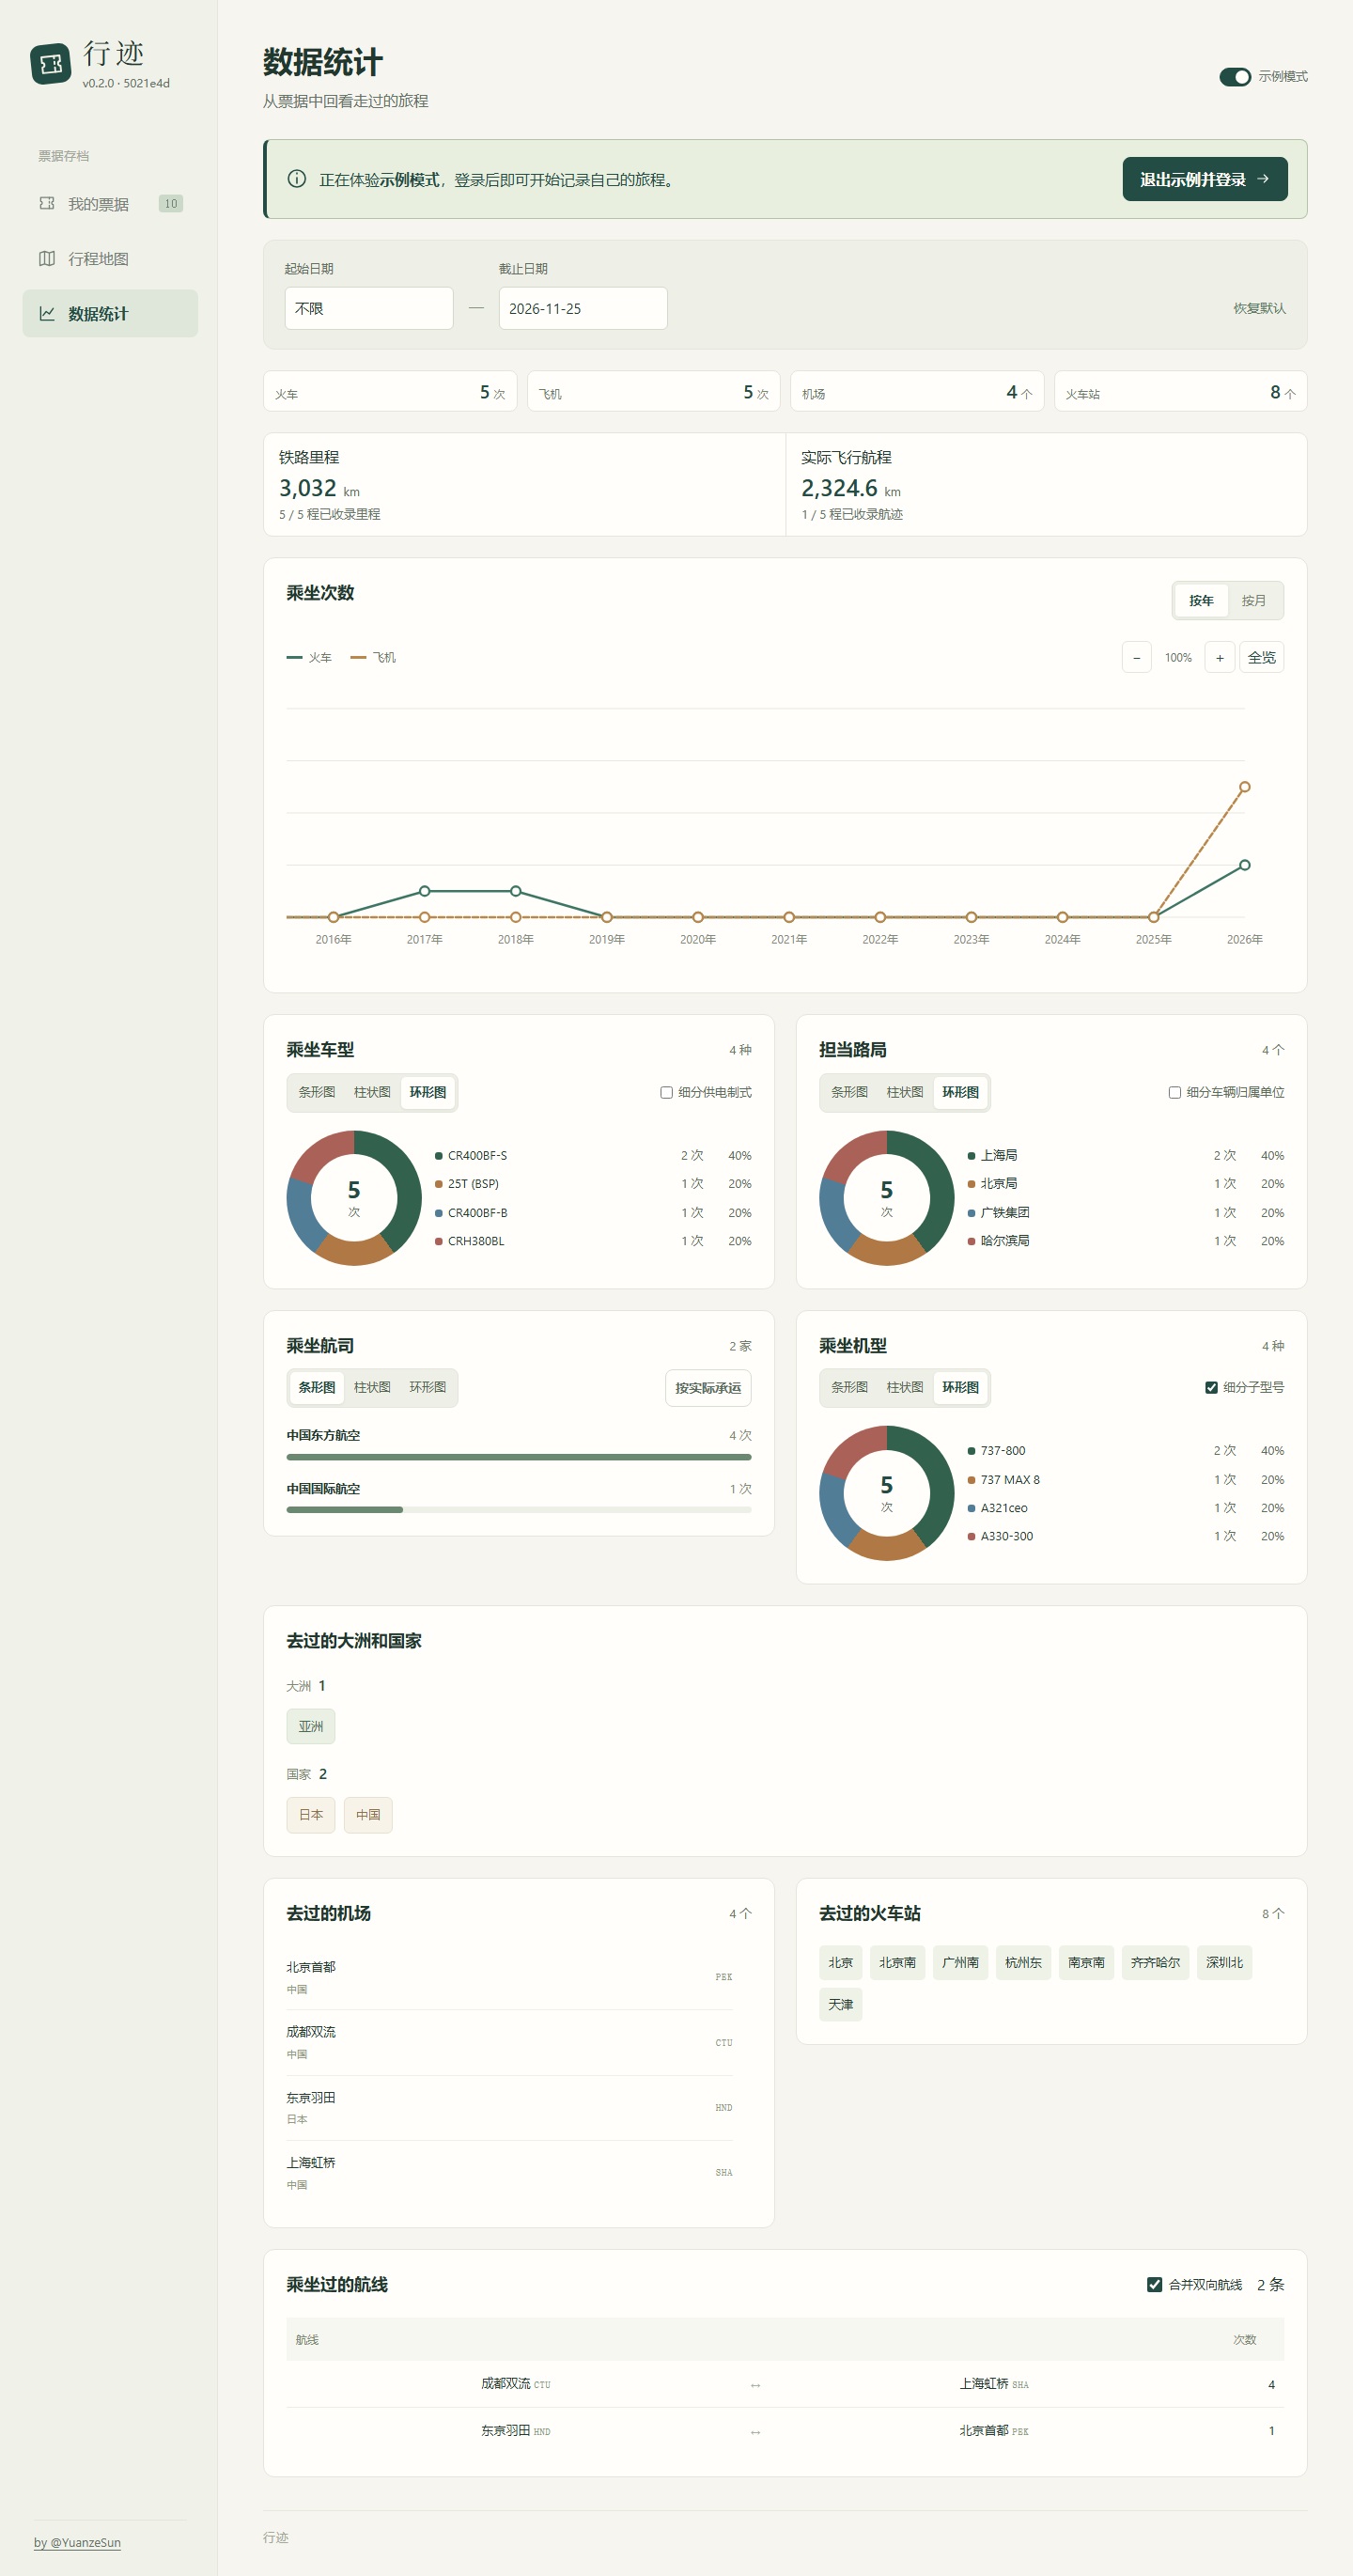 行迹
v0.2.0 · 5021e4d
票据存档
我的票据 10
行程地图
数据统计
by @YuanzeSun
数据统计
从票据中回看走过的旅程
示例模式
正在体验示例模式，登录后即可开始记录自己的旅程。
退出示例并登录 →
起始日期 截止日期
不限 — 2026-11-25
恢复默认
火车 5 次
飞机 5 次
机场 4 个
火车站 8 个
铁路里程
3,032 km
5 / 5 程已收录里程
实际飞行航程
2,324.6 km
1 / 5 程已收录航迹
乘坐次数
按年 按月
火车 飞机
− 100% + 全览
2016年 2017年 2018年 2019年 2020年 2021年 2022年 2023年 2024年 2025年 2026年
乘坐车型 4 种
条形图 柱状图 环形图 细分供电制式
5
次
CR400BF-S 2 次 40%
25T (BSP) 1 次 20%
CR400BF-B 1 次 20%
CRH380BL 1 次 20%
担当路局 4 个
条形图 柱状图 环形图 细分车辆归属单位
5
次
上海局 2 次 40%
北京局 1 次 20%
广铁集团 1 次 20%
哈尔滨局 1 次 20%
乘坐航司 2 家
条形图 柱状图 环形图 按实际承运
中国东方航空 4 次
中国国际航空 1 次
乘坐机型 4 种
条形图 柱状图 环形图 细分子型号
5
次
737-800 2 次 40%
737 MAX 8 1 次 20%
A321ceo 1 次 20%
A330-300 1 次 20%
去过的大洲和国家
大洲 1
亚洲
国家 2
日本 中国
去过的机场 4 个
北京首都
中国
PEK
成都双流
中国
CTU
东京羽田
日本
HND
上海虹桥
中国
SHA
去过的火车站 8 个
北京 北京南 广州南 杭州东 南京南 齐齐哈尔 深圳北
天津
乘坐过的航线 合并双向航线 2 条
航线 次数
成都双流 CTU ↔ 上海虹桥 SHA 4
东京羽田 HND ↔ 北京首都 PEK 1
行迹